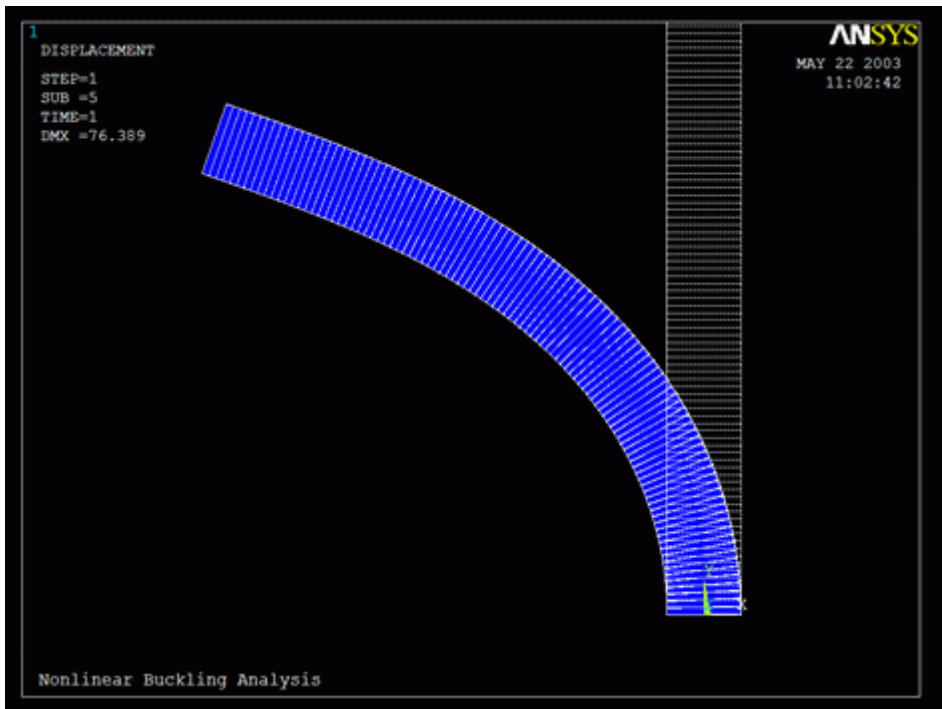 1
DISPLACEMENT
STEP=1
SUB =5
TIME=1
DMX =76.389
ANSYS
MAY 22 2003
11:02:42
Y
X
Nonlinear Buckling Analysis